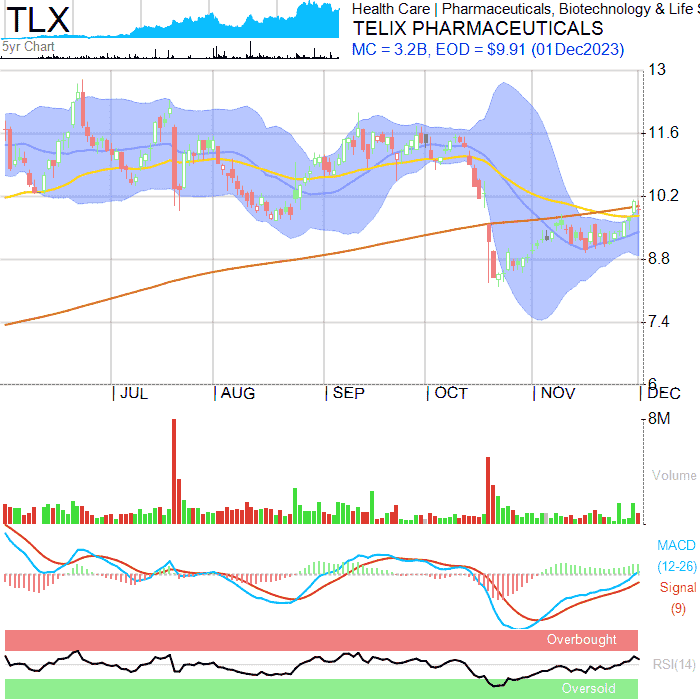 TLX
Health Care | Pharmaceuticals, Biotechnology & Life S
TELIX PHARMACEUTICALS
MC = 3.2B, EOD = $9.91 (01Dec2023)
5yr Chart
13
11.6
10.2
8.8
7.4
6
| JUL | AUG | SEP | OCT | NOV | DEC
8M
Volume
MACD
(12-26)
Signal
(9)
Overbought
RSI(14)
Oversold